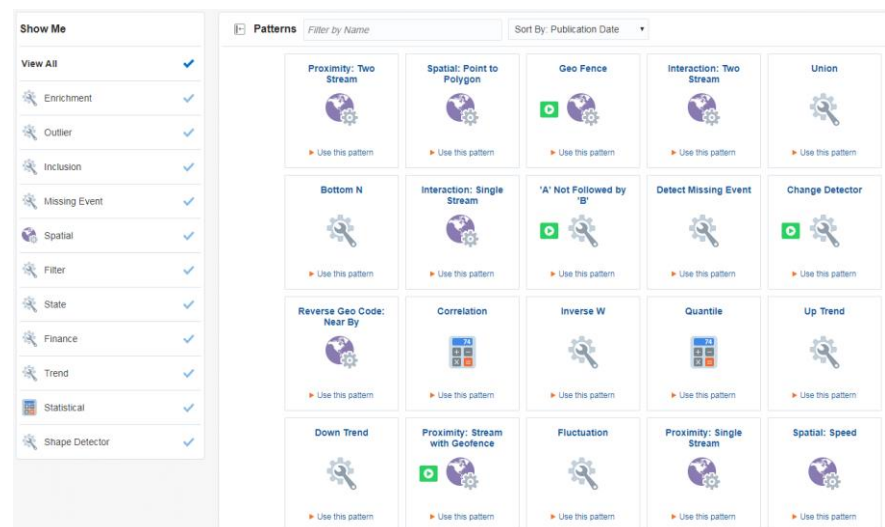 Show Me
View All
Enrichment
Outlier
Inclusion
Missing Event
Spatial
Filter
State
Finance
Trend
Statistical
Shape Detector
Patterns Filter by Name Sort By: Publication Date
Proximity: Two
Stream
Use this pattern
Spatial: Point to
Polygon
Use this pattern
Geo Fence
Use this pattern
Interaction: Two
Stream
Use this pattern
Union
Use this pattern
Bottom N
Use this pattern
Interaction: Single
Stream
Use this pattern
'A' Not Followed by
'B'
Use this pattern
Detect Missing Event
Use this pattern
Change Detector
Use this pattern
Reverse Geo Code:
Near By
Use this pattern
Correlation
74
Use this pattern
Inverse W
Use this pattern
Quantile
74
Use this pattern
Up Trend
Use this pattern
Down Trend
Use this pattern
Proximity: Stream
with Geofence
Use this pattern
Fluctuation
Use this pattern
Proximity: Single
Stream
Use this pattern
Spatial: Speed
Use this pattern